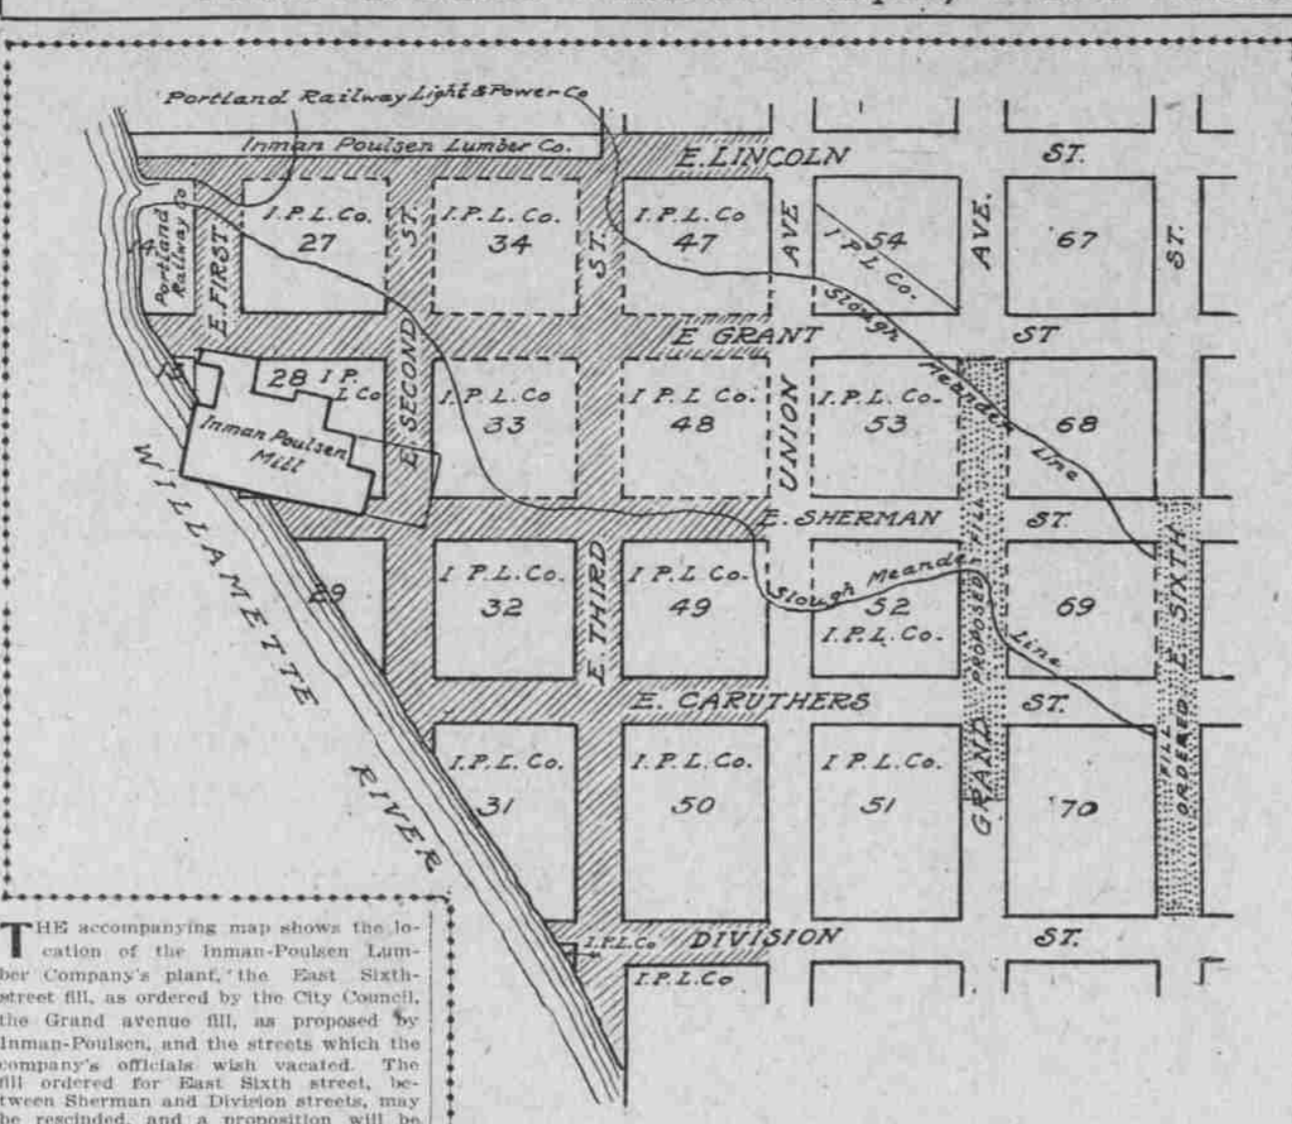 Portland Railway Light & Power Co
Inman Poulsen Lumber Co.
E. LINCOLN ST.
14
Portland
Railway Co
E FIRST
I.P.L. Co.
27
ST.
I.P.L. Co.
34
ST.
I.P.L. Co
47
AVE
54
I P L Co.
AVE.
67
ST.
Slough
Meander
Line
E GRANT ST
13
28 I P.
L Co
Inman Poulsen
Mill
E. SECOND
I.P.L.Co
33
I P L Co.
48
UNION
I.P.L. Co.
53
68
E. SHERMAN ST.
WILLAMETTE
RIVER
29
I P.L.Co.
32
E. THIRD
I P.L Co.
49
Slough Meander
Line
52
I.P.L.Co.
GRAND
PROPOSED FILL
69
E. SIXTH
FILL
ORDERED
E. CARUTHERS ST.
I.P.L. Co.
31
I.P.L. Co.
50
I P.L.Co.
51
70
I.P.L.Co
DIVISION ST.
I.P.L.Co
THE accompanying map shows the lo-
cation of the Inman-Poulsen Lum-
ber Company's plant, the East Sixth-
street fill, as ordered by the City Council,
the Grand avenue fill, as proposed by
Inman-Poulsen, and the streets which the
company's officials wish vacated. The
fill ordered for East Sixth street, be-
tween Sherman and Division streets, may
be rescinded, and a proposition will be